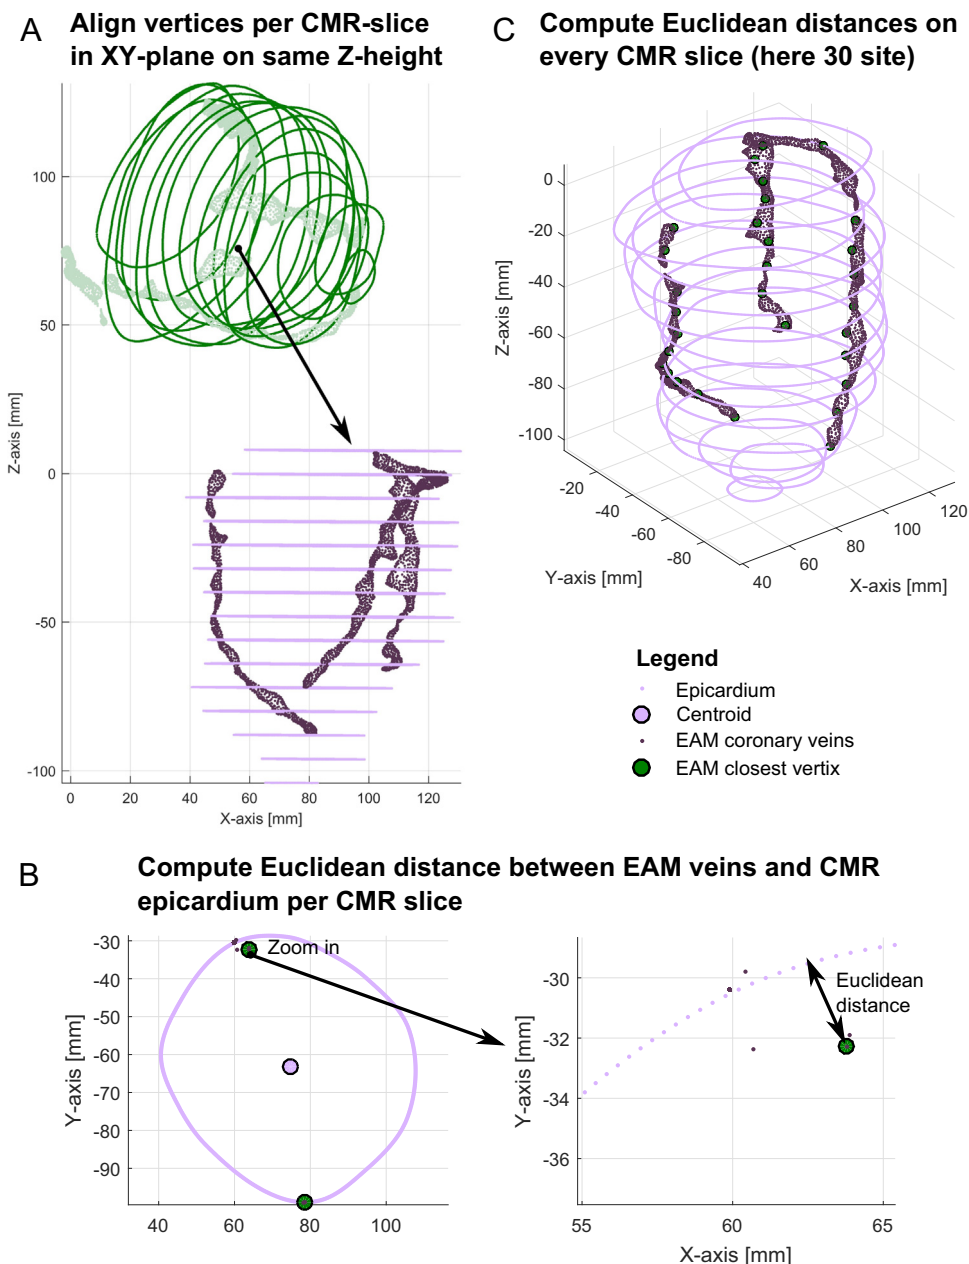 A
Align vertices per CMR-slice
in XY-plane on same Z-height
100
50
0
-50
-100
Z-axis [mm]
0
20
40
60
80
100
120
X-axis [mm]
C
Compute Euclidean distances on
every CMR slice (here 30 site)
0
-20
-40
-60
-80
-100
Z-axis [mm]
-20
-40
-60
-80
Y-axis [mm]
40
60
80
100
120
X-axis [mm]
Legend
Epicardium
Centroid
EAM coronary veins
EAM closest vertix
B
Compute Euclidean distance between EAM veins and CMR
epicardium per CMR slice
-30
-40
-50
-60
-70
-80
-90
Y-axis [mm]
40
60
80
100
Zoom in
-30
-32
-34
-36
Y-axis [mm]
55
60
65
X-axis [mm]
Euclidean
distance